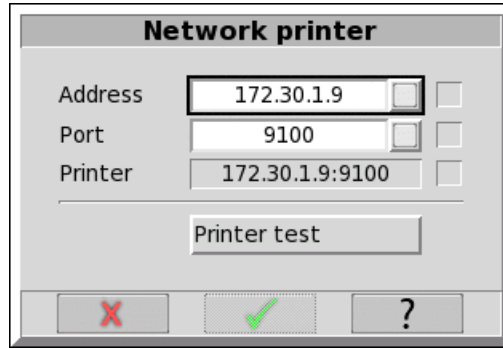 Network printer
Address 172.30.1.9
Port 9100
Printer 172.30.1.9:9100
Printer test
X ?